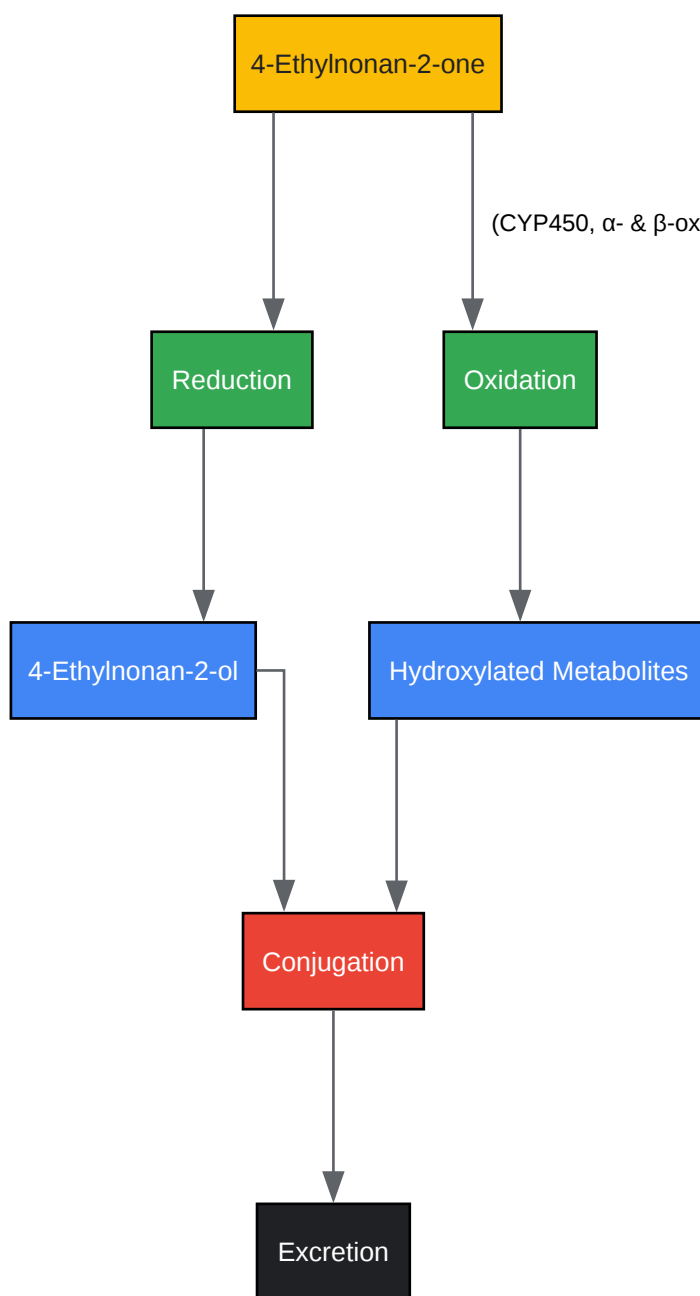 4-Ethylnonan-2-one
(CYP450, α- & β-ox
Reduction
Oxidation
4-Ethylnonan-2-ol
Hydroxylated Metabolites
Conjugation
Excretion